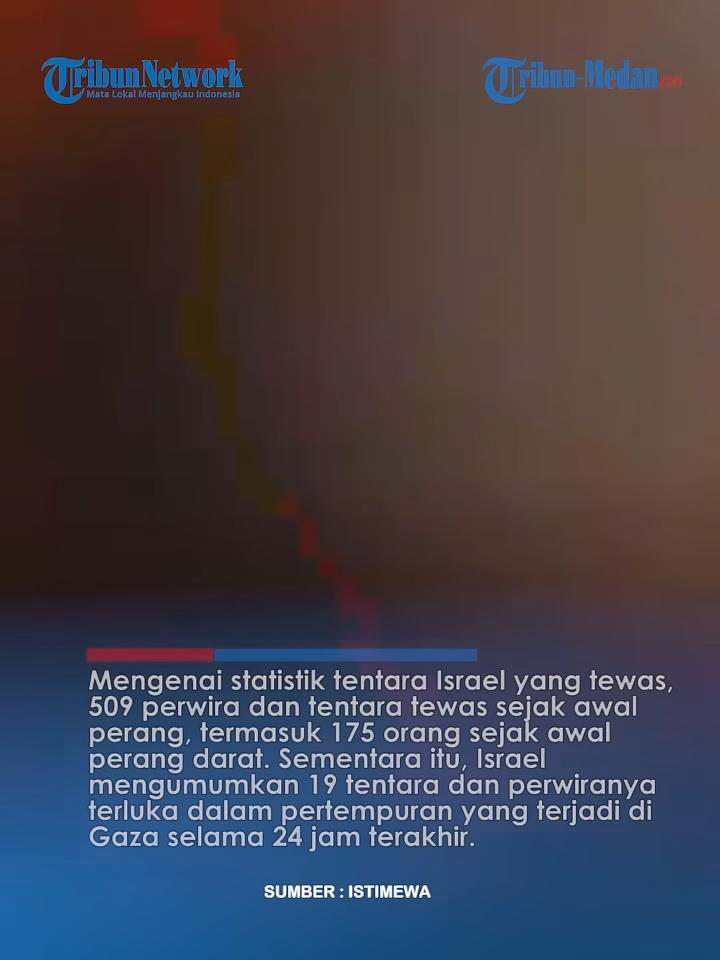 TribunNetwork
Mata Lokal Menjangkau Indonesia
Tribun-Medan.com
Mengenai statistik tentara Israel yang tewas,
509 perwira dan tentara tewas sejak awal
perang, termasuk 175 orang sejak awal
perang darat. Sementara itu, Israel
mengumumkan 19 tentara dan perwiranya
terluka dalam pertempuran yang terjadi di
Gaza selama 24 jam terakhir.
SUMBER : ISTIMEWA